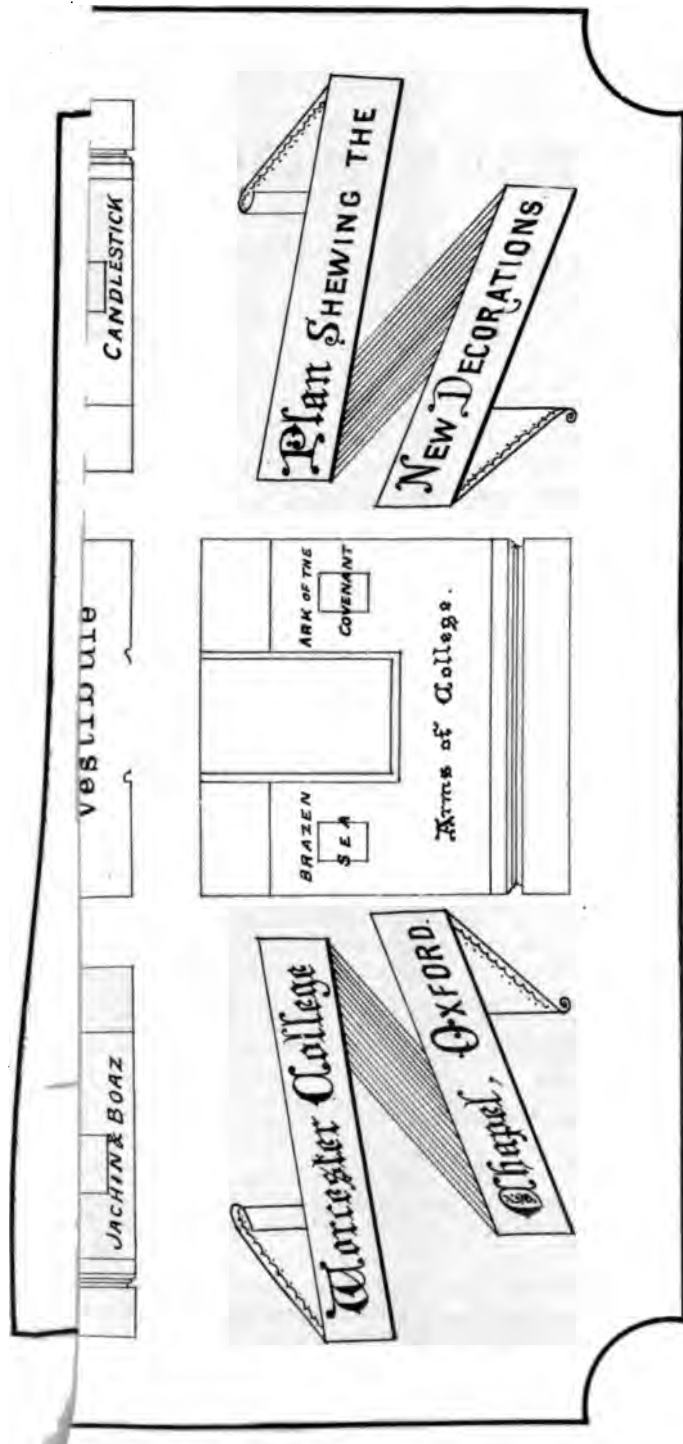 vestibule
JACHIN & BOAZ
CANDLESTICK
BRAZEN
SEA
ARK OF THE
COVENANT
Arms of College.
Worcester College
Chapel, OXFORD.
Plan SHEWING THE
NEW DECORATIONS.